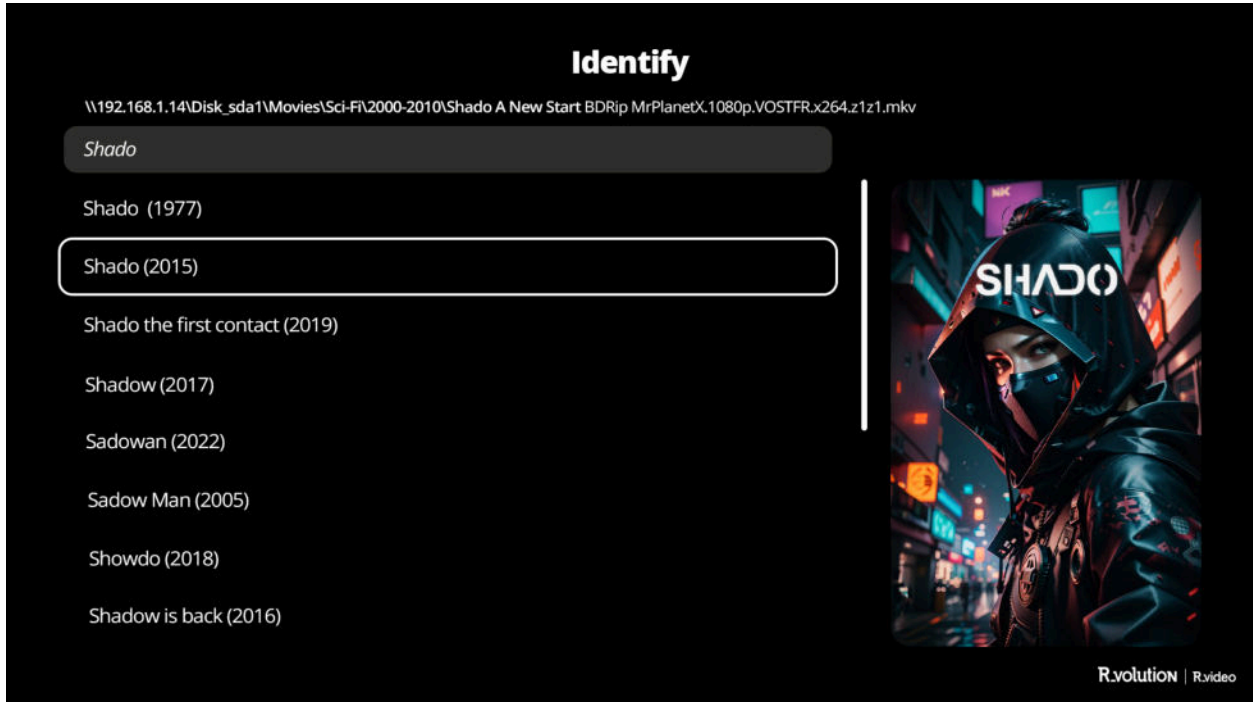 Identify
\\192.168.1.14\Disk_sda1\Movies\Sci-Fi\2000-2010\Shado A New Start BDRip MrPlanetX.1080p.VOSTFR.x264.z1z1.mkv
Shado
Shado (1977)
Shado (2015)
Shado the first contact (2019)
Shadow (2017)
Sadowan (2022)
Sadow Man (2005)
Showdo (2018)
Shadow is back (2016)
NK
SHADO
R.volution | R.video